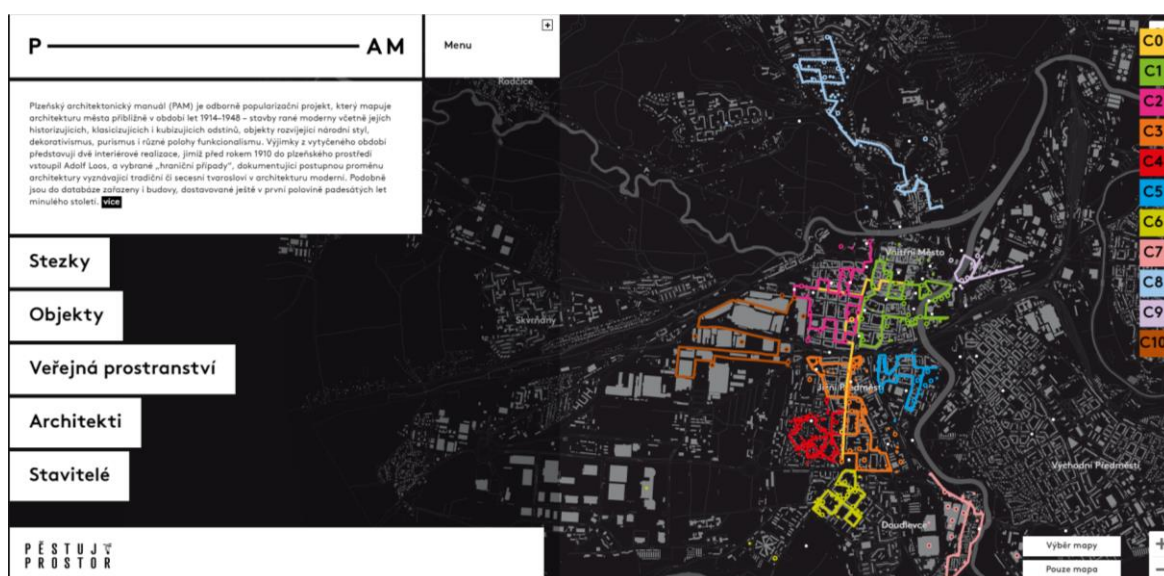 P AM
Menu
Plzeňský architektonický manuál (PAM) je odborně popularizační projekt, který mapuje
architekturu města přibližně v období let 1914–1948 – stavby rané moderny včetně jejich
historizujících, klasicizujících i kubizujících odstínů, objekty rozvíjející národní styl,
dekorativismus, purismus i různé polohy funkcionalismu. Výjimky z vytyčeného období
představují dvě interiérové realizace, jimiž před rokem 1910 do plzeňského prostředí
vstoupil Adolf Loos, a vybrané „hraniční případy“, dokumentující postupnou proměnu
architektury vyznávající tradiční či secesní tvarosloví v architekturu moderní. Podobně
jsou do databáze zařazeny i budovy, dostavované ještě v první polovině padesátých let
minulého století. více
Stezky
Objekty
Veřejná prostranství
Architekti
Stavitelé
PĚSTUJ
PROSTOR
Radčice
Vnitřní Město
Skvrňany
Jižní Předměstí
Východní Předměstí
Doudlevce
C0
C1
C2
C3
C4
C5
C6
C7
C8
C9
C10
Výběr mapy
Pouze mapa